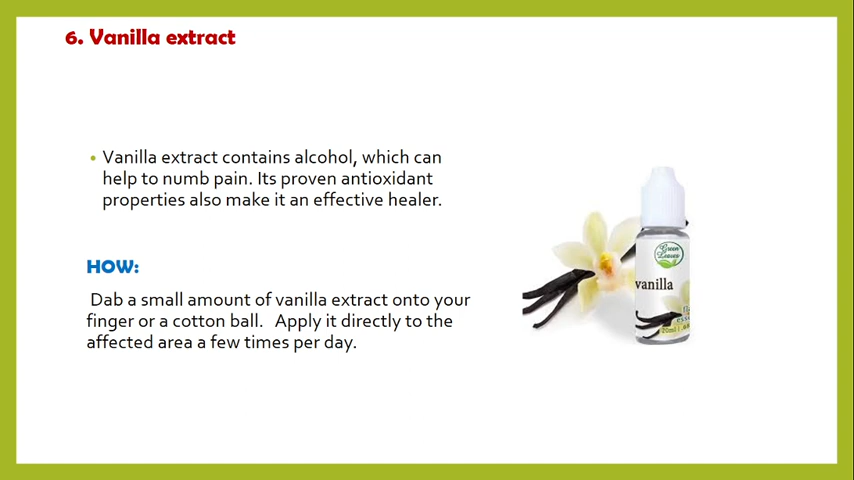 6. Vanilla extract
• Vanilla extract contains alcohol, which can
help to numb pain. Its proven antioxidant
properties also make it an effective healer.
HOW:
Dab a small amount of vanilla extract onto your
finger or a cotton ball. Apply it directly to the
affected area a few times per day.
Green
Leaves
vanilla
20ml